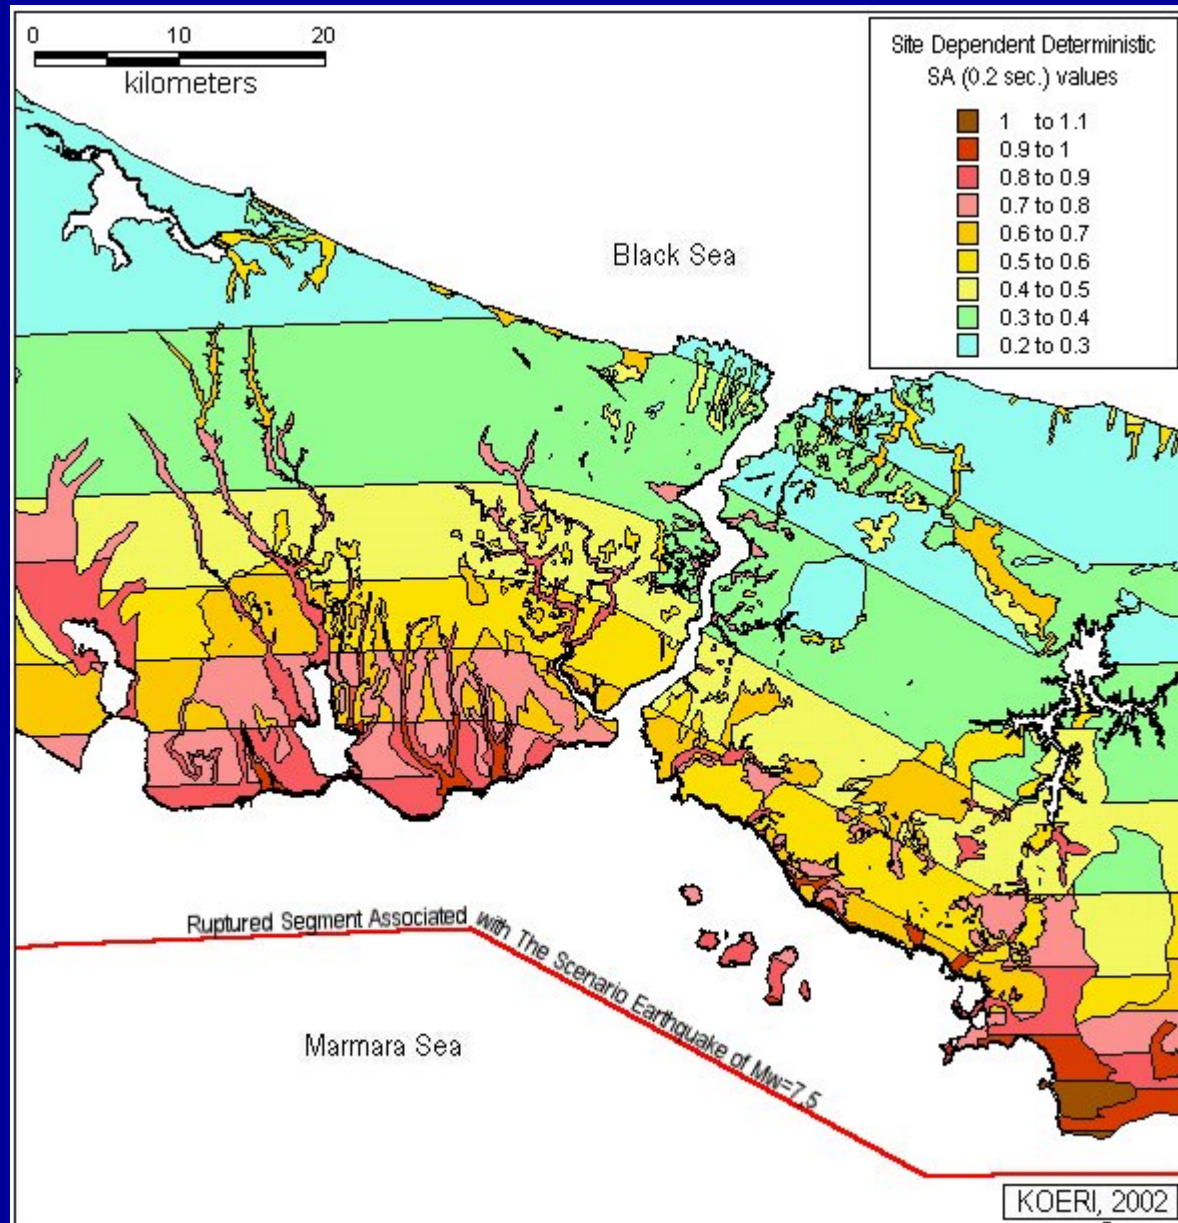 0 10 20
kilometers
Site Dependent Deterministic
SA (0.2 sec.) values
1 to 1.1
0.9 to 1
0.8 to 0.9
0.7 to 0.8
0.6 to 0.7
0.5 to 0.6
0.4 to 0.5
0.3 to 0.4
0.2 to 0.3
Black Sea
Ruptured Segment Associated with The Scenario Earthquake of Mw=7.5
Marmara Sea
KOERI, 2002